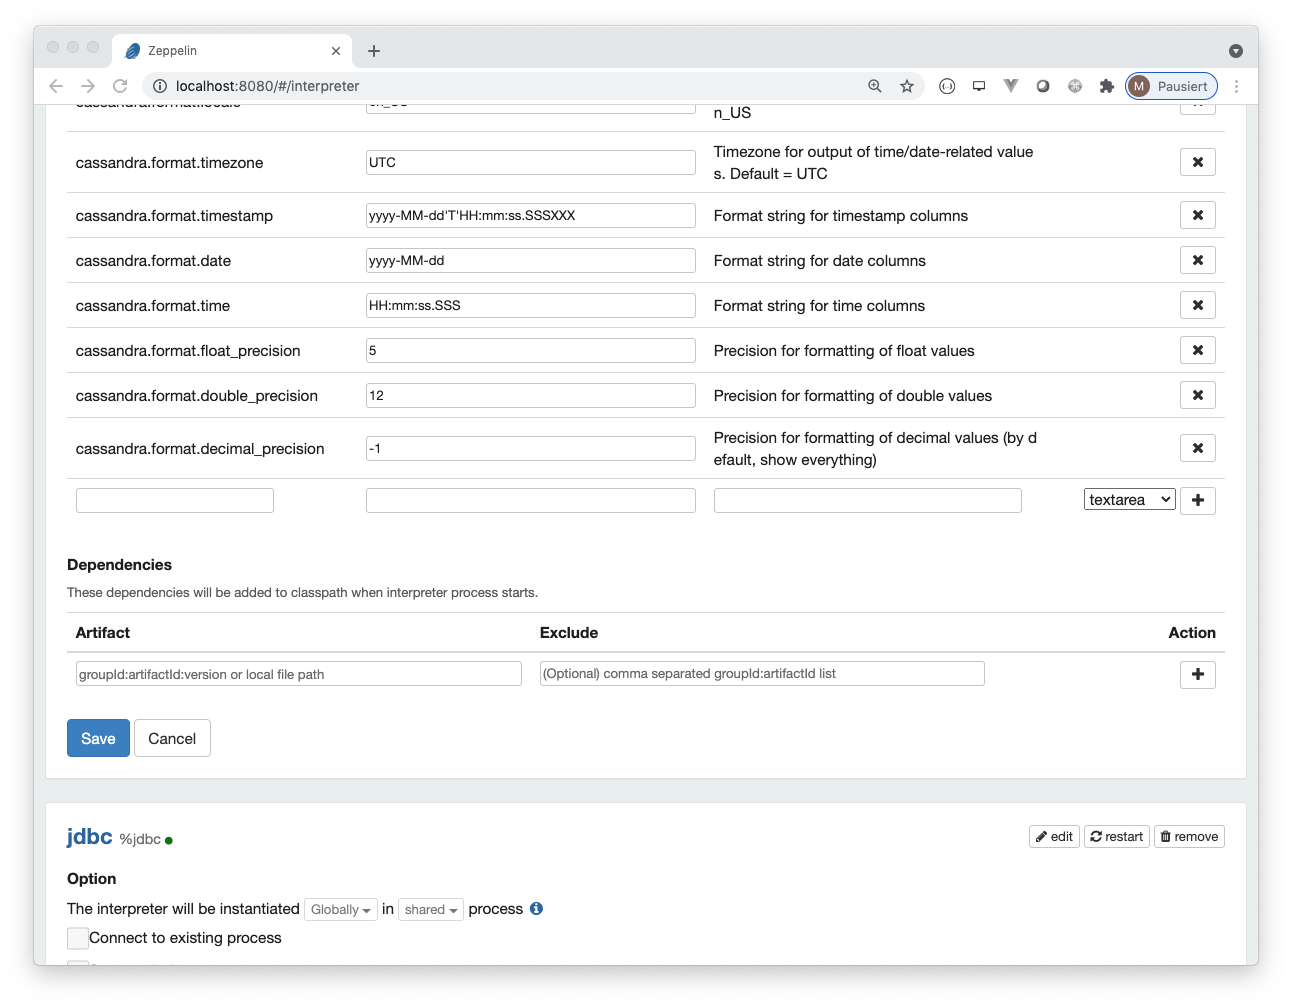 Zeppelin
localhost:8080/#/interpreter
M Pausiert
n_US
cassandra.format.timezone
UTC
Timezone for output of time/date-related value
s. Default = UTC
cassandra.format.timestamp
yyyy-MM-dd'T'HH:mm:ss.SSSXXX
Format string for timestamp columns
cassandra.format.date
yyyy-MM-dd
Format string for date columns
cassandra.format.time
HH:mm:ss.SSS
Format string for time columns
cassandra.format.float_precision
5
Precision for formatting of float values
cassandra.format.double_precision
12
Precision for formatting of double values
cassandra.format.decimal_precision
-1
Precision for formatting of decimal values (by d
efault, show everything)
textarea
Dependencies
These dependencies will be added to classpath when interpreter process starts.
Artifact
Exclude
Action
groupId:artifactId:version or local file path
(Optional) comma separated groupId:artifactId list
Save
Cancel
jdbc %jdbc
edit
restart
remove
Option
The interpreter will be instantiated Globally in shared process
Connect to existing process